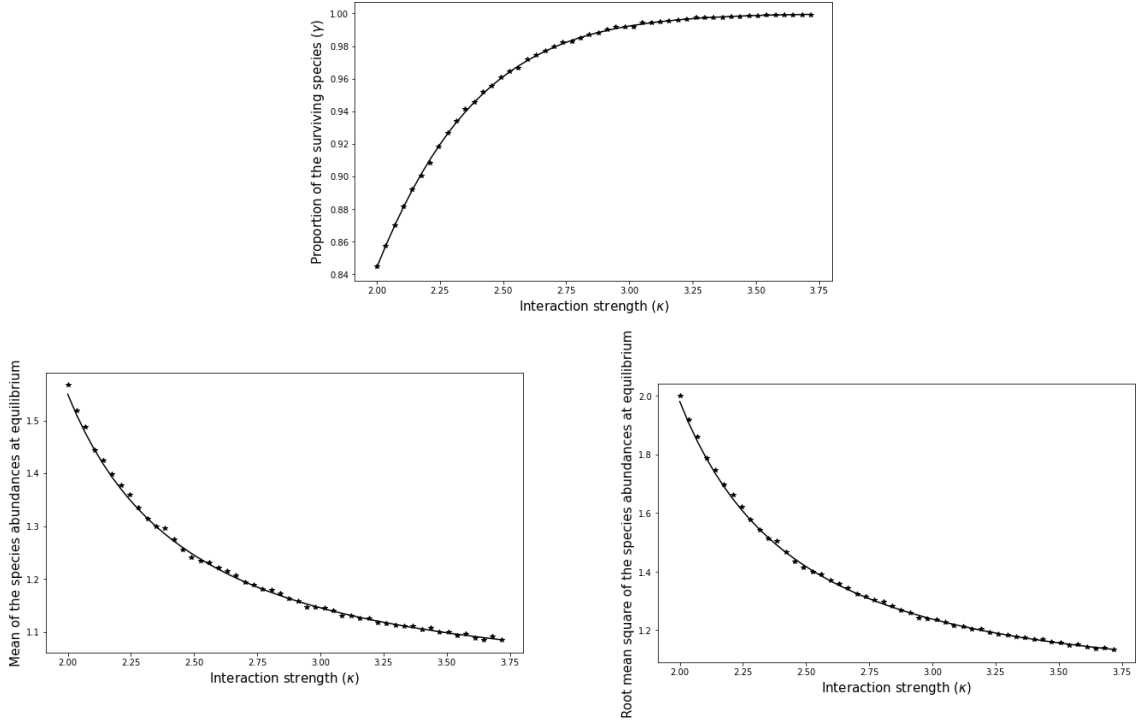 Proportion of the surviving species (γ)
1.00
0.98
0.96
0.94
0.92
0.90
0.88
0.86
0.84
2.00 2.25 2.50 2.75 3.00 3.25 3.50 3.75
Interaction strength (κ)
Mean of the species abundances at equilibrium
1.5
1.4
1.3
1.2
1.1
2.00 2.25 2.50 2.75 3.00 3.25 3.50 3.75
Interaction strength (κ)
Root mean square of the species abundances at equilibrium
2.0
1.8
1.6
1.4
1.2
2.00 2.25 2.50 2.75 3.00 3.25 3.50 3.75
Interaction strength (κ)